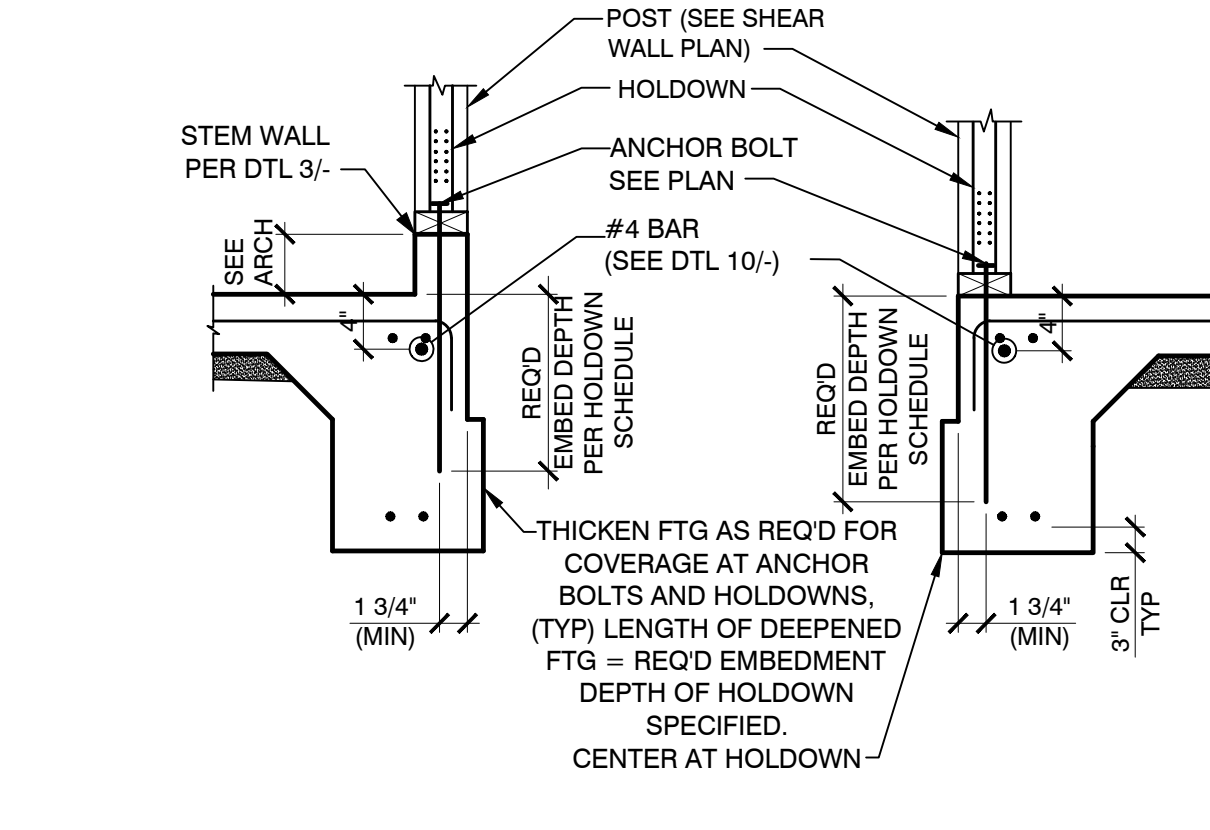 POST (SEE SHEAR
WALL PLAN)
HOLDOWN
STEM WALL
PER DTL 3/-
ANCHOR BOLT
SEE PLAN
#4 BAR
(SEE DTL 10/-)
SEE
ARCH
4"
REQ'D
EMBED DEPTH
PER HOLDOWN
SCHEDULE
REQ'D
EMBED DEPTH
PER HOLDOWN
SCHEDULE
4"
THICKEN FTG AS REQ'D FOR
COVERAGE AT ANCHOR
BOLTS AND HOLDOWNS,
(TYP) LENGTH OF DEEPENED
FTG = REQ'D EMBEDMENT
DEPTH OF HOLDOWN
SPECIFIED.
CENTER AT HOLDOWN
1 3/4"
(MIN)
1 3/4"
(MIN)
3" CLR
TYP